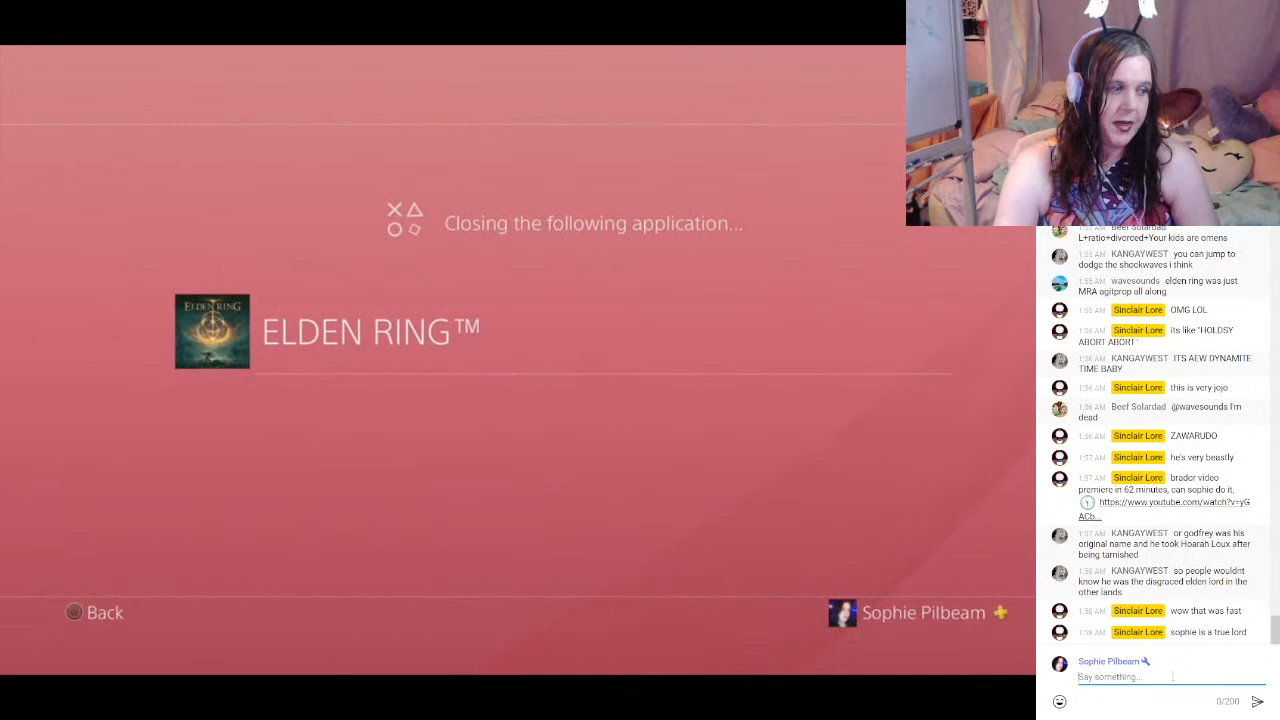 Closing the following application...
ELDEN RING
ELDEN RING™
Back
Sophie Pilbeam
L+ratio+divorced+Your kids are omens
1:55 AM KANGAYWEST you can jump to
dodge the shockwaves i think
wavesounds elden ring was just
MRA agitprop all along
Sinclair Lore OMG LOL
Sinclair Lore its like "HOLDSY
ABORT ABORT"
1:56 AM KANGAYWEST ITS AEW DYNAMITE
TIME BABY
1:56 AM Sinclair Lore this is very jojo
1:56 AM Beef Solardad @wavesounds I'm
dead
1:56 AM Sinclair Lore ZAWARUDO
1:57 AM Sinclair Lore he's very beastly
1:57 AM Sinclair Lore brador video
premiere in 62 minutes, can sophie do it,
https://www.youtube.com/watch?v=yG
ACb...
1:57 AM KANGAYWEST or godfrey was his
original name and he took Hoarah Loux after
being tarnished
1:58 AM KANGAYWEST so people wouldnt
know he was the disgraced elden lord in the
other lands
1:58 AM Sinclair Lore wow that was fast
1:58 AM Sinclair Lore sophie is a true lord
Sophie Pilbeam
Say something...
0/200